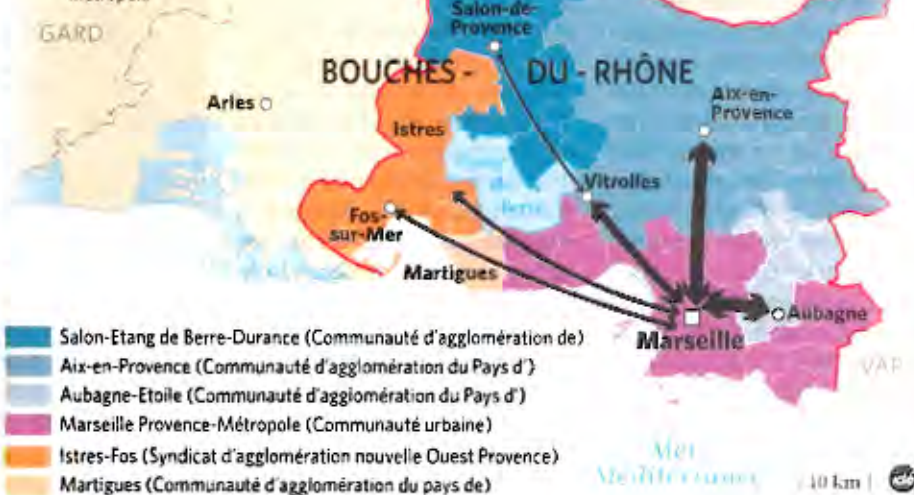 GARD
Salon-de-
Provence
BOUCHES - DU - RHÔNE
Arles
Aix-en-
Provence
Istres
Vitrolles
Berre
Fos-
sur-Mer
Martigues
Aubagne
Marseille
VAR
Salon-Etang de Berre-Durance (Communauté d'agglomération de)
Aix-en-Provence (Communauté d'agglomération du Pays d')
Aubagne-Etoile (Communauté d'agglomération du Pays d')
Marseille Provence-Métropole (Communauté urbaine)
Istres-Fos (Syndicat d'agglomération nouvelle Ouest Provence)
Martigues (Communauté d'agglomération du pays de)
Mer
Méditerranée
10 km